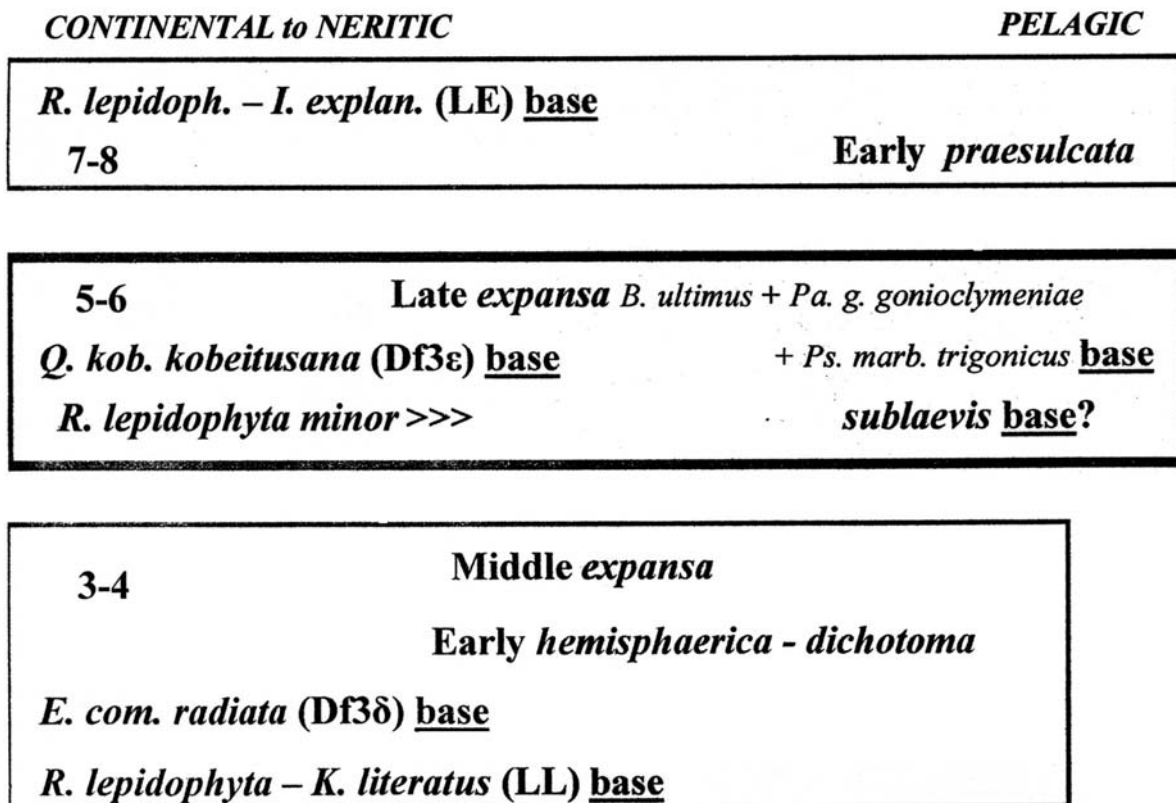 CONTINENTAL to NERITIC PELAGIC
R. lepidoph. – I. explan. (LE) base
7-8 Early praesulcata
5-6 Late expansa B. ultimus + Pa. g. gonioclymeniae
Q. kob. kobeitusana (Df3ε) base + Ps. marb. trigonicus base
R. lepidophyta minor >>> sublaevis base?
3-4 Middle expansa
Early hemisphaerica - dichotoma
E. com. radiata (Df3δ) base
R. lepidophyta – K. literatus (LL) base